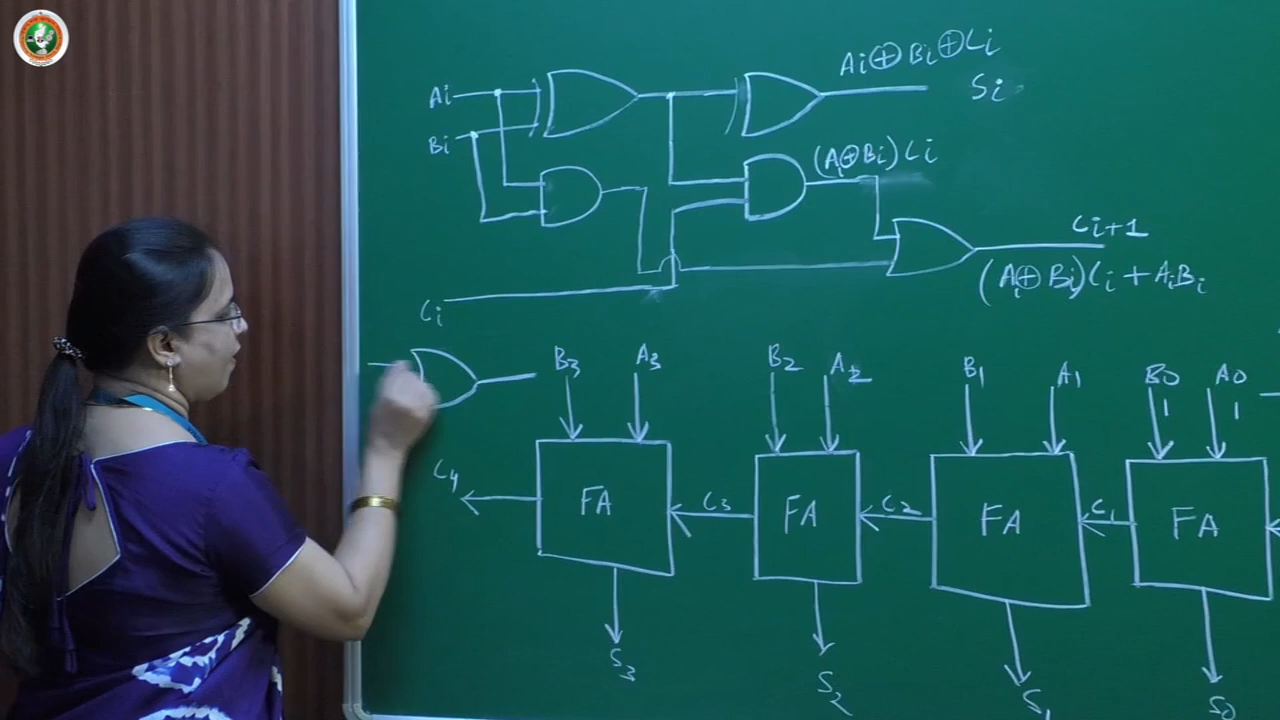 Ai
Bi
Ci
Ai⊕Bi⊕Ci
Si
(Ai⊕Bi)Ci
Ci+1
(Ai⊕Bi)Ci + AiBi
B3 A3 B2 A2 B1 A1 B0 A0
1 1
C4 FA C3 FA C2 FA C1 FA
S3 S2 S1 S0